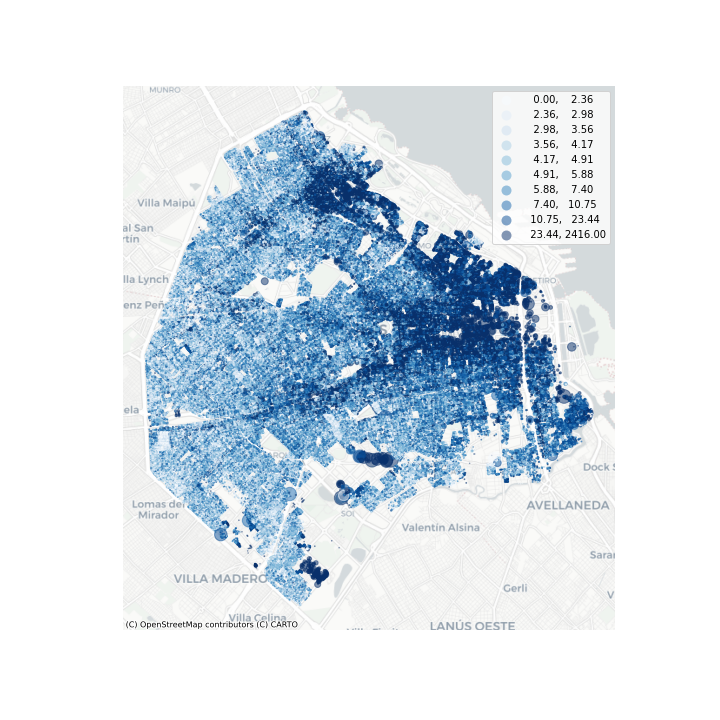 MUNRO
0.00, 2.36
2.36, 2.98
2.98, 3.56
3.56, 4.17
4.17, 4.91
4.91, 5.88
5.88, 7.40
7.40, 10.75
10.75, 23.44
23.44, 2416.00
Villa Maipú
al San
rtín
lla Lynch
enz Peñ
ela
Dock S
Lomas del
Mirador
AVELLANEDA
Valentín Alsina
Saran
VILLA MADERO
Gerli
V
Villa Celina
LANÚS OESTE
(C) OpenStreetMap contributors (C) CARTO